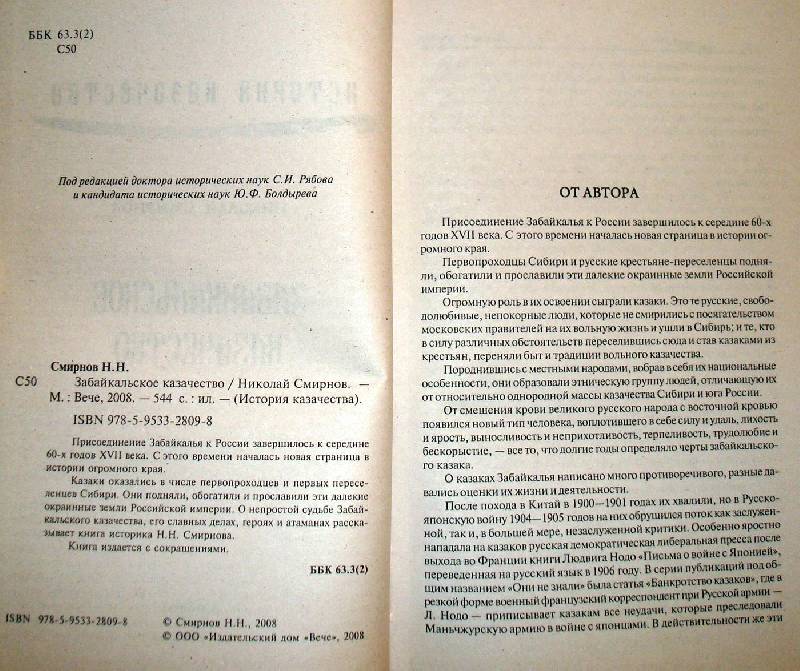 ББК 63.3(2)
С50
Под редакцией доктора исторических наук С.И. Рябова
и кандидата исторических наук Ю.Ф. Болдырева
Смирнов Н.Н.
С50 Забайкальское казачество / Николай Смирнов. —
М. : Вече, 2008. — 544 с. : ил. — (История казачества).
ISBN 978-5-9533-2809-8
Присоединение Забайкалья к России завершилось к середине
60-х годов XVII века. С этого времени началась новая страница в
истории огромного края.
Казаки оказались в числе первопроходцев и первых пересе-
ленцев Сибири. Они подняли, обогатили и прославили эти далекие
окраинные земли Российской империи. О непростой судьбе Забай-
кальского казачества, его славных делах, героях и атаманах расска-
зывает книга историка Н.Н. Смирнова.
Книга издается с сокращениями.
ББК 63.3(2)
ISBN 978-5-9533-2809-8
© Смирнов Н.Н., 2008
© ООО «Издательский дом «Вече», 2008
ОТ АВТОРА
Присоединение Забайкалья к России завершилось к середине 60-х
годов XVII века. С этого времени началась новая страница в истории ог-
ромного края.
Первопроходцы Сибири и русские крестьяне-переселенцы подня-
ли, обогатили и прославили эти далекие окраинные земли Российской
империи.
Огромную роль в их освоении сыграли казаки. Это те русские, свобо-
долюбивые, непокорные люди, которые не смирились с посягательством
московских правителей на их вольную жизнь и ушли в Сибирь; и те, кто
в силу различных обстоятельств переселившись сюда и став казаками из
крестьян, переняли быт и традиции вольного казачества.
Породнившись с местными народами, вобрав в себя их национальные
особенности, они образовали этническую группу людей, отличающую их
от относительно однородной массы казачества Сибири и юга России.
От смешения крови великого русского народа с восточной кровью
появился новый тип человека, воплотившего в себе силу и удаль, лихость
и ярость, выносливость и неприхотливость, терпеливость, трудолюбие и
бескорыстие, — все то, что долгие годы определяло черты забайкальско-
го казака.
О казаках Забайкалья написано много противоречивого, разные да-
вались оценки их жизни и деятельности.
После похода в Китай в 1900—1901 годах их хвалили, но в Русско-
японскую войну 1904—1905 годов на них обрушился поток как заслужен-
ной, так и, в большей мере, незаслуженной критики. Особенно яростно
нападала на казаков русская демократическая либеральная пресса после
выхода во Франции книги Людвига Нодо «Письма о войне с Японией»,
переведенная на русский язык в 1906 году. В серии публикаций под об-
щим названием «Они не знали» была статья «Банкротство казаков», где в
резкой форме военный французский корреспондент при Русской армии —
Л. Нодо — приписывает казакам все неудачи, которые преследовали
Маньчжурскую армию в войне с японцами. В действительности же эти